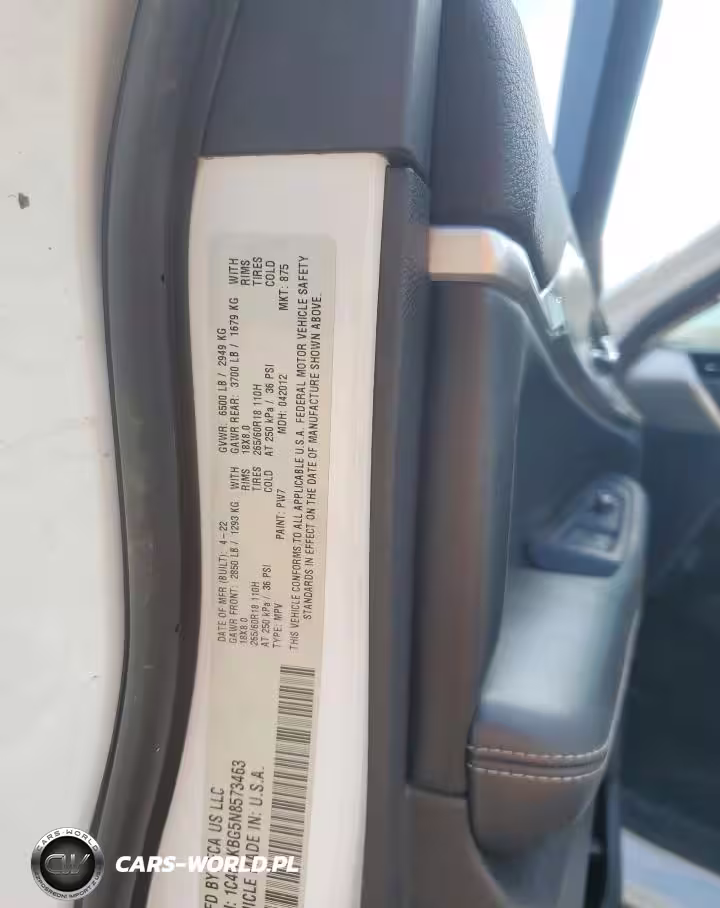 FD BY: FCA US LLC
BG5N8573463
MADE IN: U.S.A.
DATE OF MFR (BUILT): 4-22
GVWR: 6500 LB / 2949 KG
GAWR FRONT: 2850 LB / 1293 KG WITH
18X8.0 RIMS
265/60R18 110H TIRES
AT 250 kPa / 36 PSI COLD
GAWR REAR: 3700 LB / 1679 KG WITH
18X8.0 RIMS
265/60R18 110H TIRES
AT 250 kPa / 36 PSI COLD
TYPE: MPV PAINT: PW7 MDH: 042012 MKT: 875
THIS VEHICLE CONFORMS TO ALL APPLICABLE U.S.A. FEDERAL MOTOR VEHICLE SAFETY
STANDARDS IN EFFECT ON THE DATE OF MANUFACTURE SHOWN ABOVE.
CARS-WORLD.PL
CARS-WORLD
CW